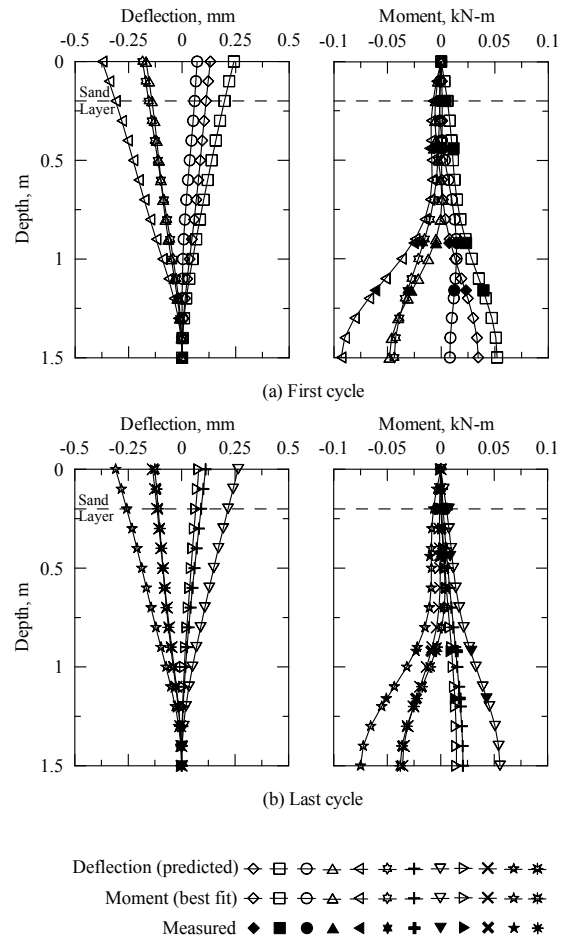 Deflection, mm Moment, kN-m
-0.5 -0.25 0 0.25 0.5 -0.1 -0.05 0 0.05 0.1
0
Sand
Layer
0.5
1
1.5
Depth, m
(a) First cycle
Deflection, mm Moment, kN-m
-0.5 -0.25 0 0.25 0.5 -0.1 -0.05 0 0.05 0.1
0
Sand
Layer
0.5
1
1.5
Depth, m
(b) Last cycle
Deflection (predicted)
Moment (best fit)
Measured